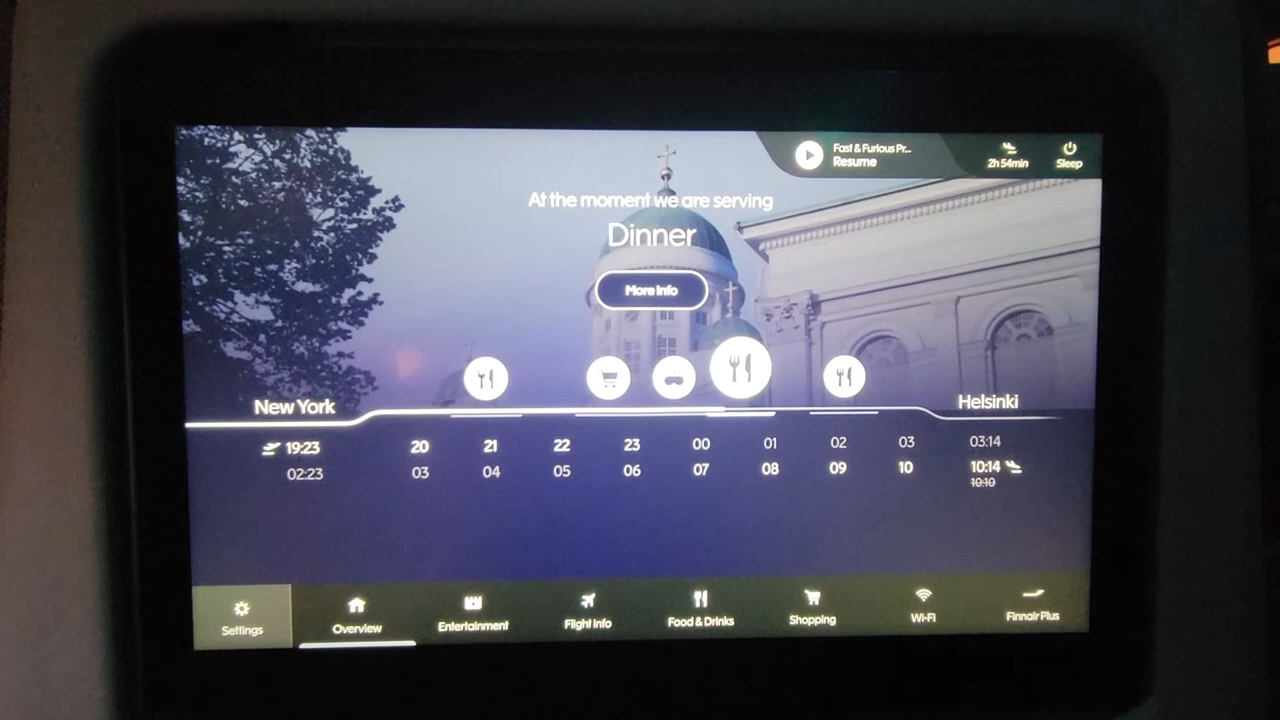 Fast & Furious Pr...
Resume
2h 54min
Sleep
At the moment we are serving
Dinner
More Info
New York
Helsinki
19:23 20 21 22 23 00 01 02 03 03:14
02:23 03 04 05 06 07 08 09 10 10:14
10:10
Settings
Overview
Entertainment
Flight Info
Food & Drinks
Shopping
Wi-Fi
Finnair Plus